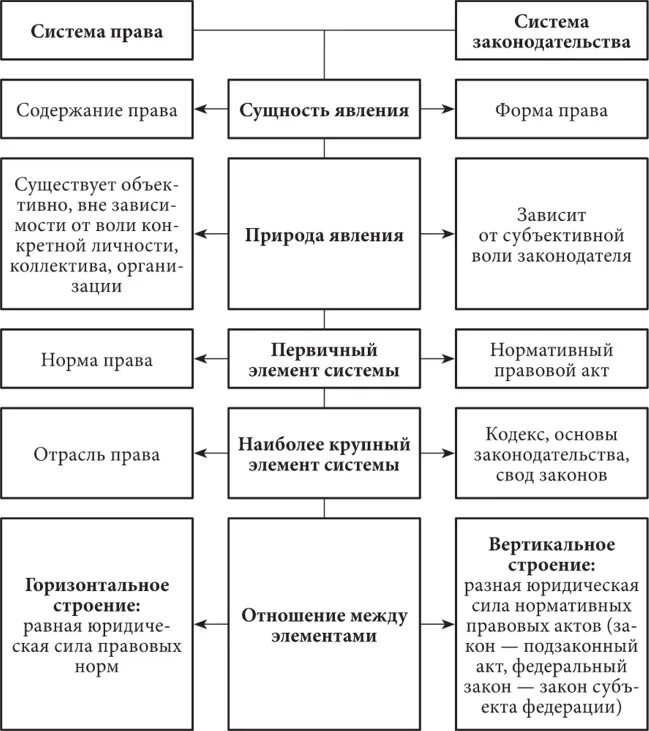 Система права
Система
законодательства
Содержание права
Сущность явления
Форма права
Существует объек-
тивно, вне зависи-
мости от воли кон-
кретной личности,
коллектива, органи-
зации
Природа явления
Зависит
от субъективной
воли законодателя
Норма права
Первичный
элемент системы
Нормативный
правовой акт
Отрасль права
Наиболее крупный
элемент системы
Кодекс, основы
законодательства,
свод законов
Горизонтальное
строение:
равная юридиче-
ская сила правовых
норм
Отношение между
элементами
Вертикальное
строение:
разная юридическая
сила нормативных
правовых актов (за-
кон — подзаконный
акт, федеральный
закон — закон субъ-
екта федерации)